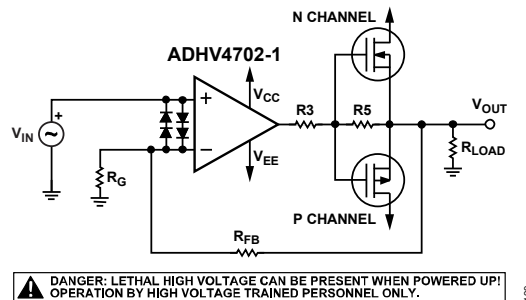 N CHANNEL
ADHV4702-1
VCC
R3
R5
VOUT
VIN
+
+
−
RG
VEE
RLOAD
P CHANNEL
RFB
DANGER: LETHAL HIGH VOLTAGE CAN BE PRESENT WHEN POWERED UP!
OPERATION BY HIGH VOLTAGE TRAINED PERSONNEL ONLY.